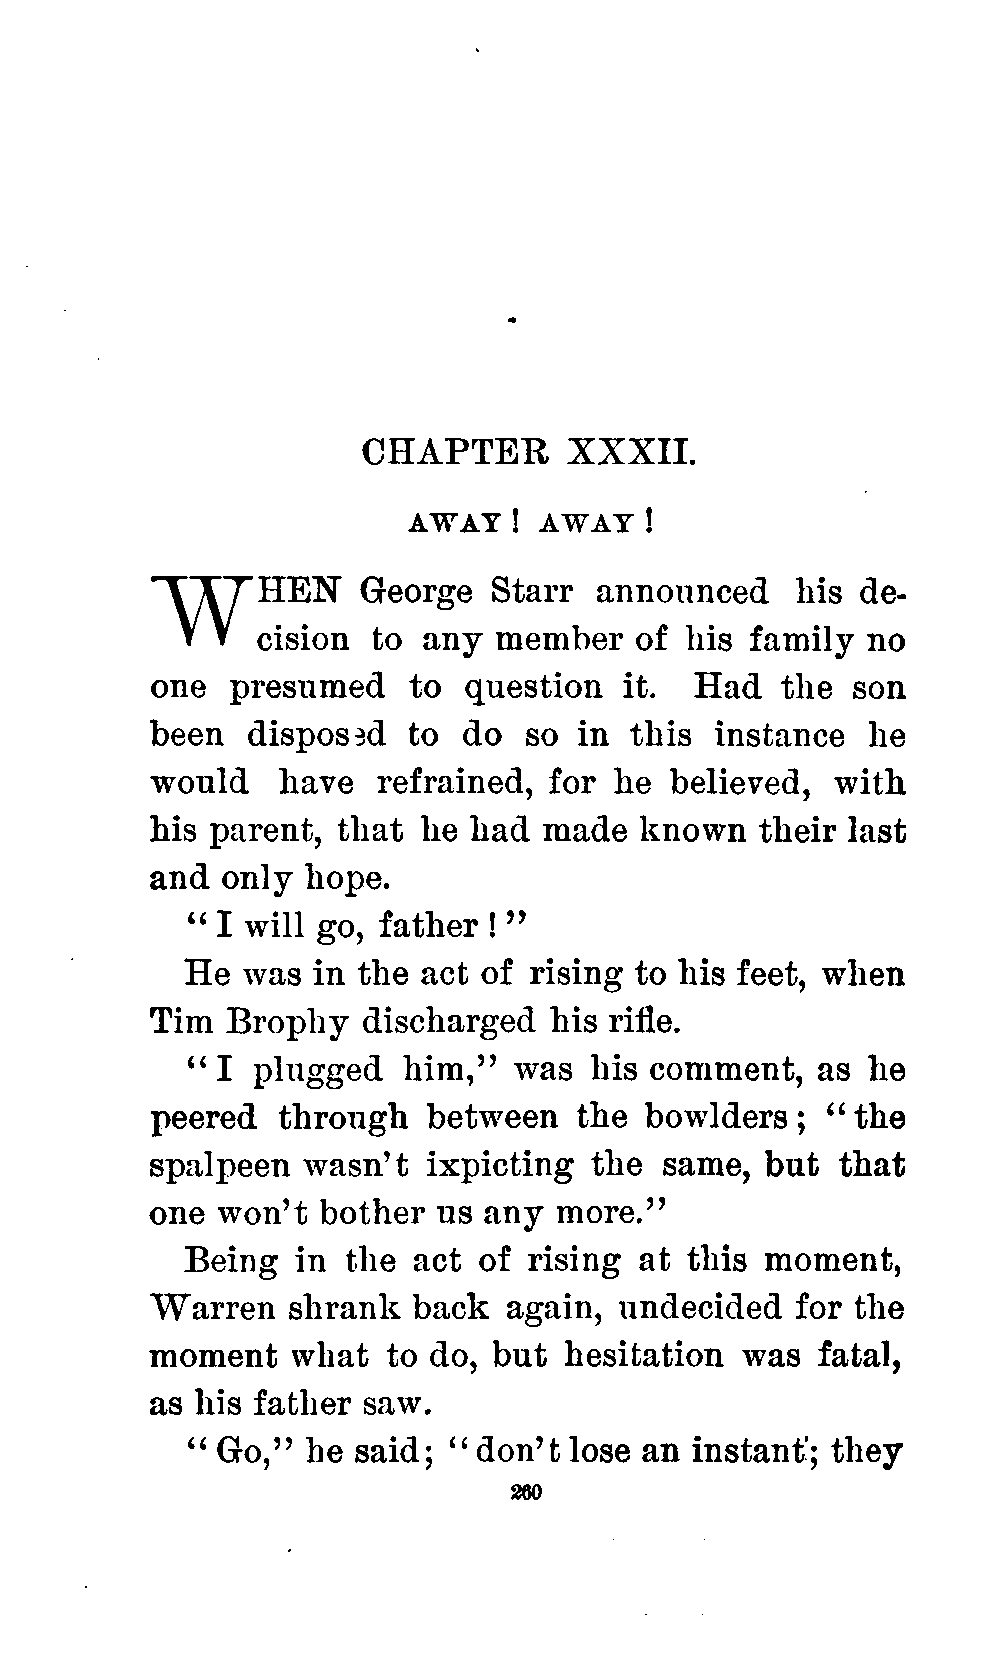 CHAPTER XXXII.
AWAY! AWAY!
WHEN George Starr announced his de-
cision to any member of his family no
one presumed to question it. Had the son
been disposed to do so in this instance he
would have refrained, for he believed, with
his parent, that he had made known their last
and only hope.
"I will go, father!"
He was in the act of rising to his feet, when
Tim Brophy discharged his rifle.
"I plugged him," was his comment, as he
peered through between the bowlders; "the
spalpeen wasn't ixpicting the same, but that
one won't bother us any more."
Being in the act of rising at this moment,
Warren shrank back again, undecided for the
moment what to do, but hesitation was fatal,
as his father saw.
"Go," he said; "don't lose an instant; they
260